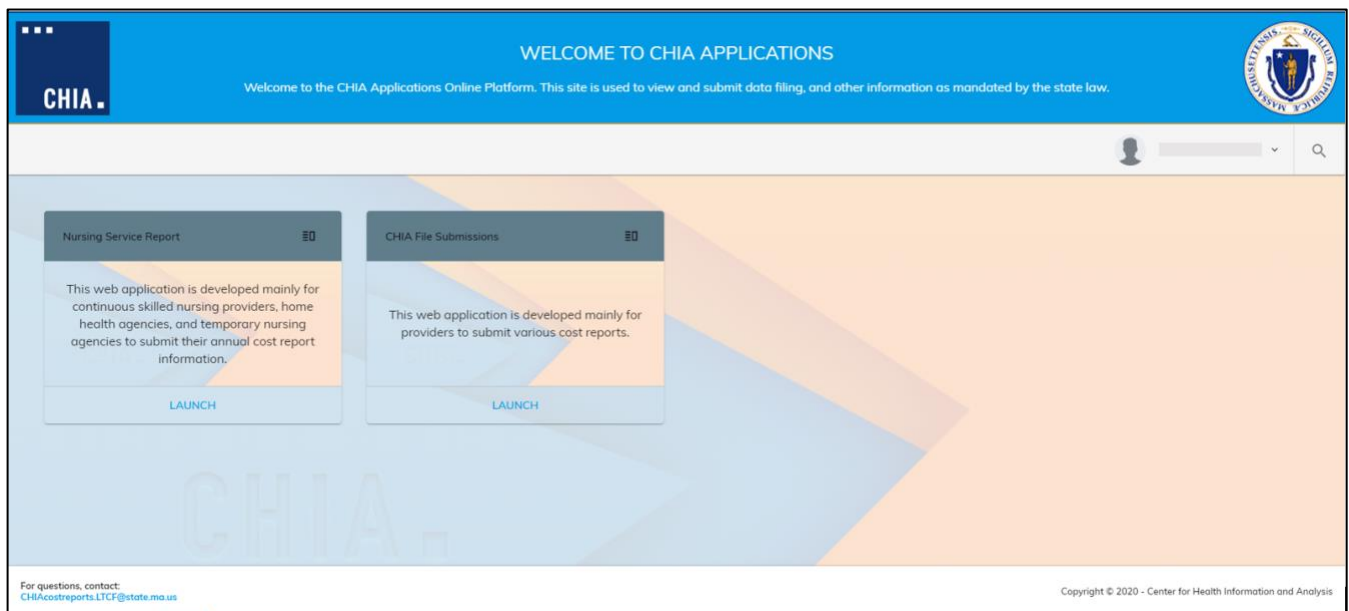 CHIA.
WELCOME TO CHIA APPLICATIONS
Welcome to the CHIA Applications Online Platform. This site is used to view and submit data filing, and other information as mandated by the state law.
Nursing Service Report
This web application is developed mainly for
continuous skilled nursing providers, home
health agencies, and temporary nursing
agencies to submit their annual cost report
information.
LAUNCH
CHIA File Submissions
This web application is developed mainly for
providers to submit various cost reports.
LAUNCH
CHIA.
For questions, contact:
CHIAcostreports.LTCF@state.ma.us
Copyright © 2020 - Center for Health Information and Analysis